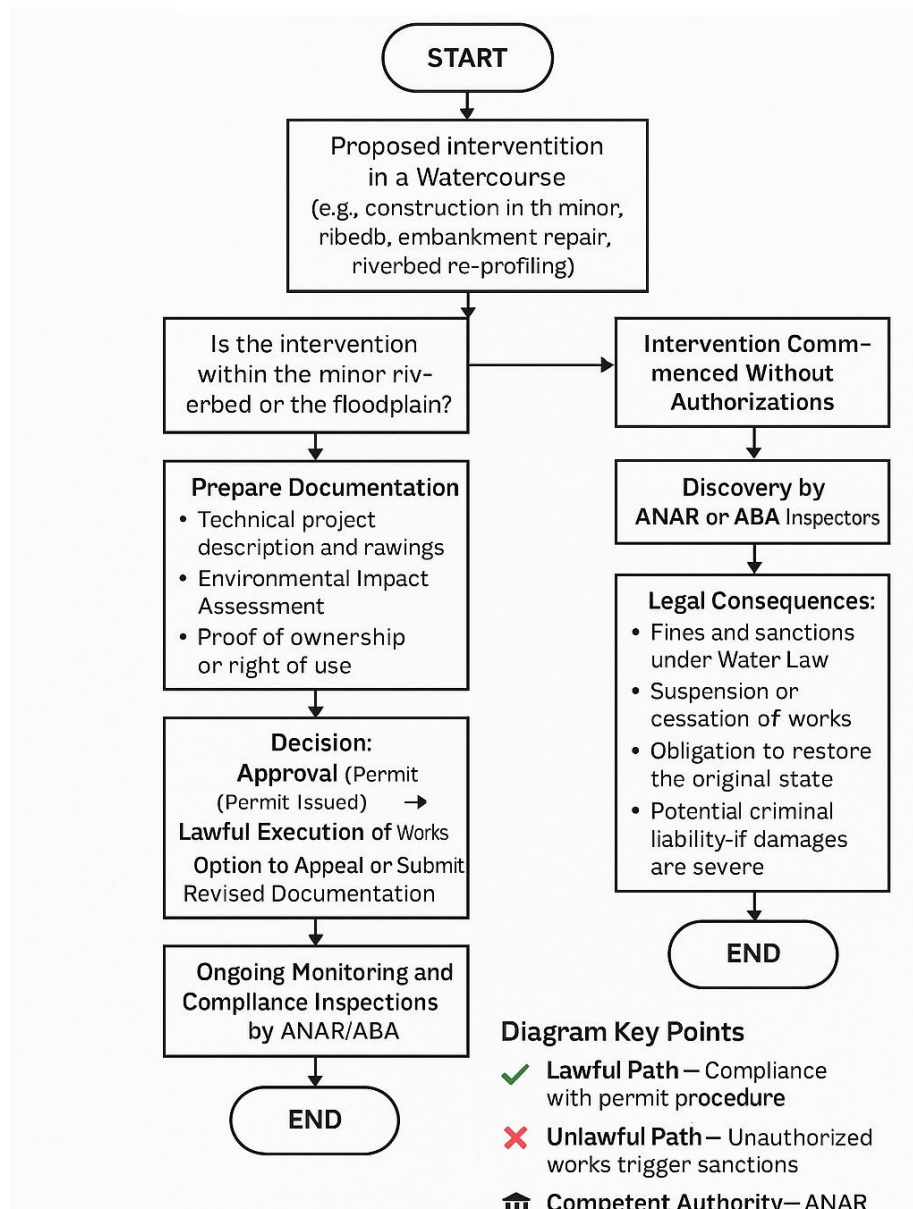 START
Proposed interventition
in a Watercourse
(e.g., construction in th minor,
ribedb, embankment repair,
riverbed re-profiling)
Is the intervention
within the minor riv-
erbed or the floodplain?
Prepare Documentation
• Technical project
description and rawings
• Environmental Impact
Assessment
• Proof of ownership
or right of use
Decision:
Approval (Permit
(Permit Issued) →
Lawful Execution of Works
Option to Appeal or Submit
Revised Documentation
Ongoing Monitoring and
Compllance Inspections
by ANAR/ABA
END
Intervention Comm-
menced Without
Authorizations
Discovery by
ANAR or ABA Inspectors
Legal Consequences:
• Fines and sanctions
under Water Law
• Suspension or
cessation of works
• Obligation to restore
the original state
• Potential criminal
liability-if damages
are severe
END
Diagram Key Points
Lawful Path – Compliance
with permit procedure
Unlawful Path – Unauthorized
works trigger sanctions
Competent Authority – ANAR